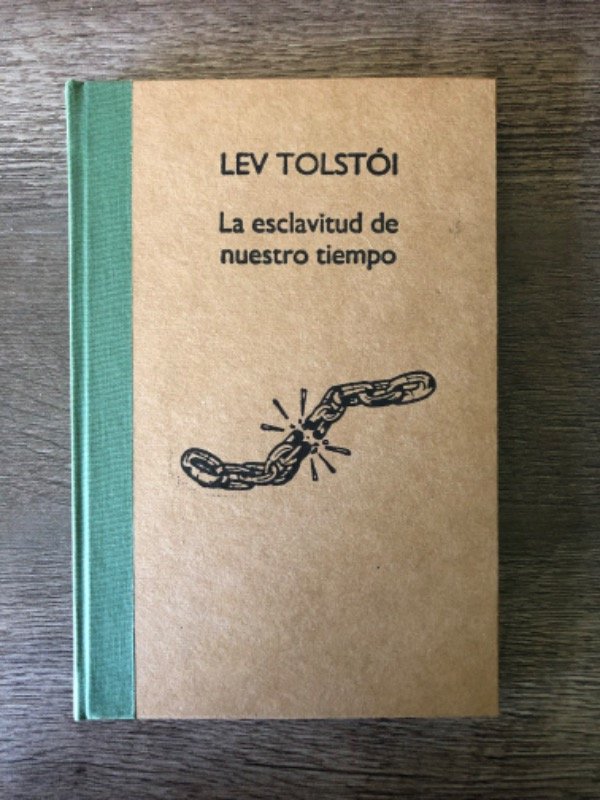 LEV TOLSTÓI
La esclavitud de
nuestro tiempo